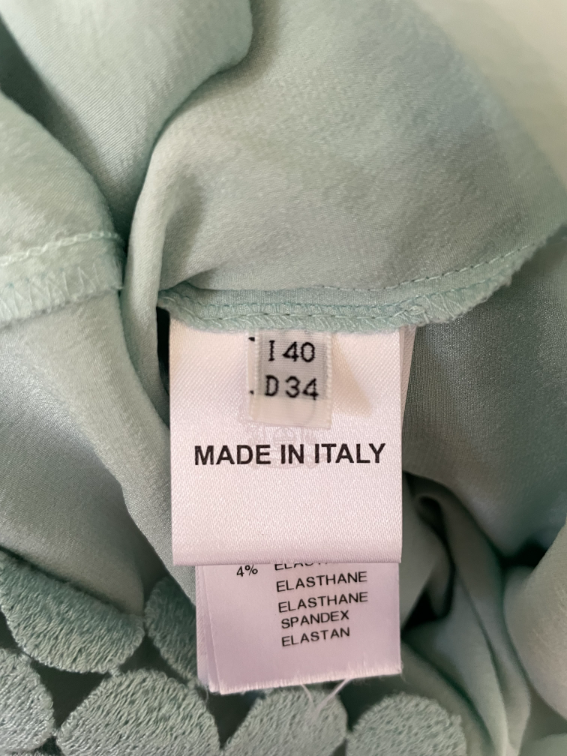 I 40
D 34
MADE IN ITALY
4%
ELASTHANE
ELASTHANE
SPANDEX
ELASTAN